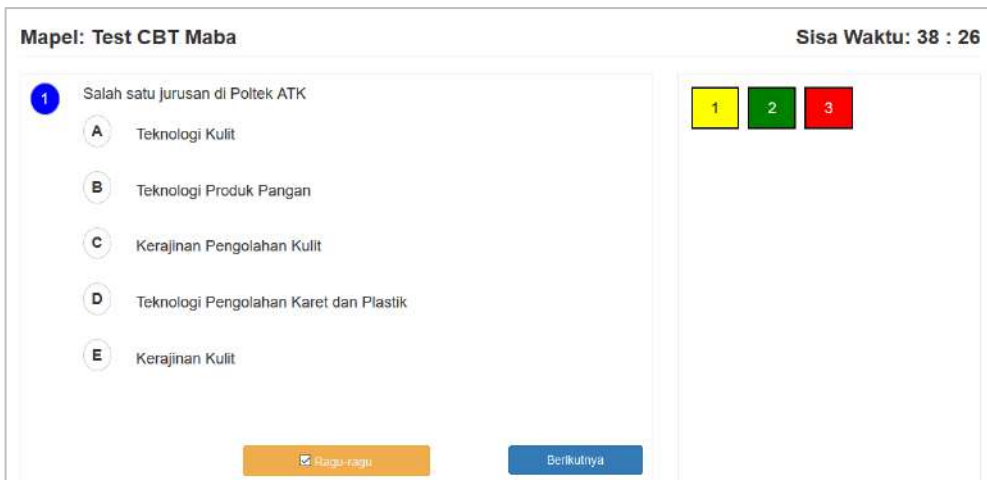 Mapel: Test CBT Maba
Sisa Waktu: 38 : 26
1
Salah satu jurusan di Poltek ATK
A Teknologi Kulit
B Teknologi Produk Pangan
C Kerajinan Pengolahan Kulit
D Teknologi Pengolahan Karet dan Plastik
E Kerajinan Kulit
Ragu-ragu
Berikutnya
1 2 3